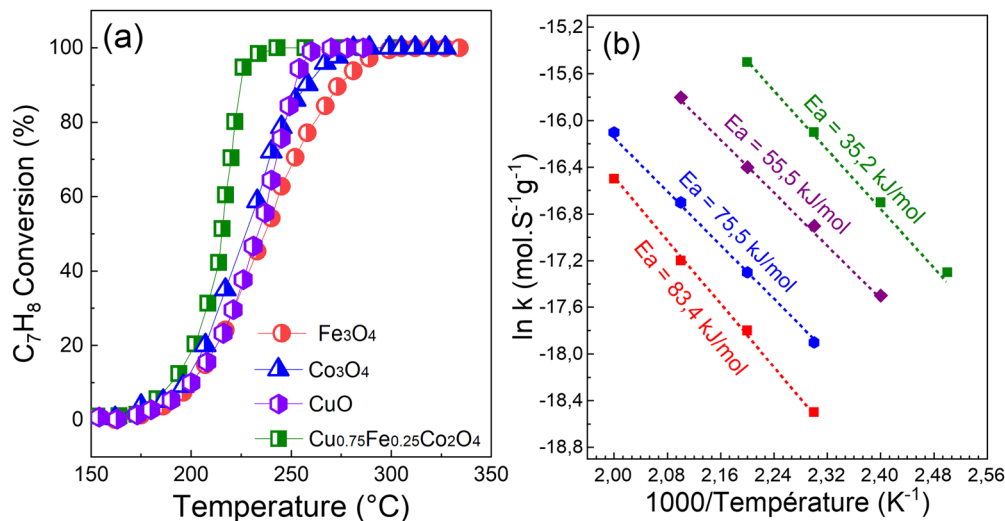 (a)
C7H8 Conversion (%)
100
80
60
40
20
0
150 200 250 300 350
Temperature (°C)
Fe3O4
Co3O4
CuO
Cu0.75Fe0.25Co2O4
(b)
ln k (mol.S⁻¹g⁻¹)
-15,2
-15,6
-16,0
-16,4
-16,8
-17,2
-17,6
-18,0
-18,4
-18,8
2,00 2,08 2,16 2,24 2,32 2,40 2,48
1000/Température (K⁻¹)
Ea = 35,2 kJ/mol
Ea = 55,5 kJ/mol
Ea = 75,5 kJ/mol
Ea = 83,4 kJ/mol